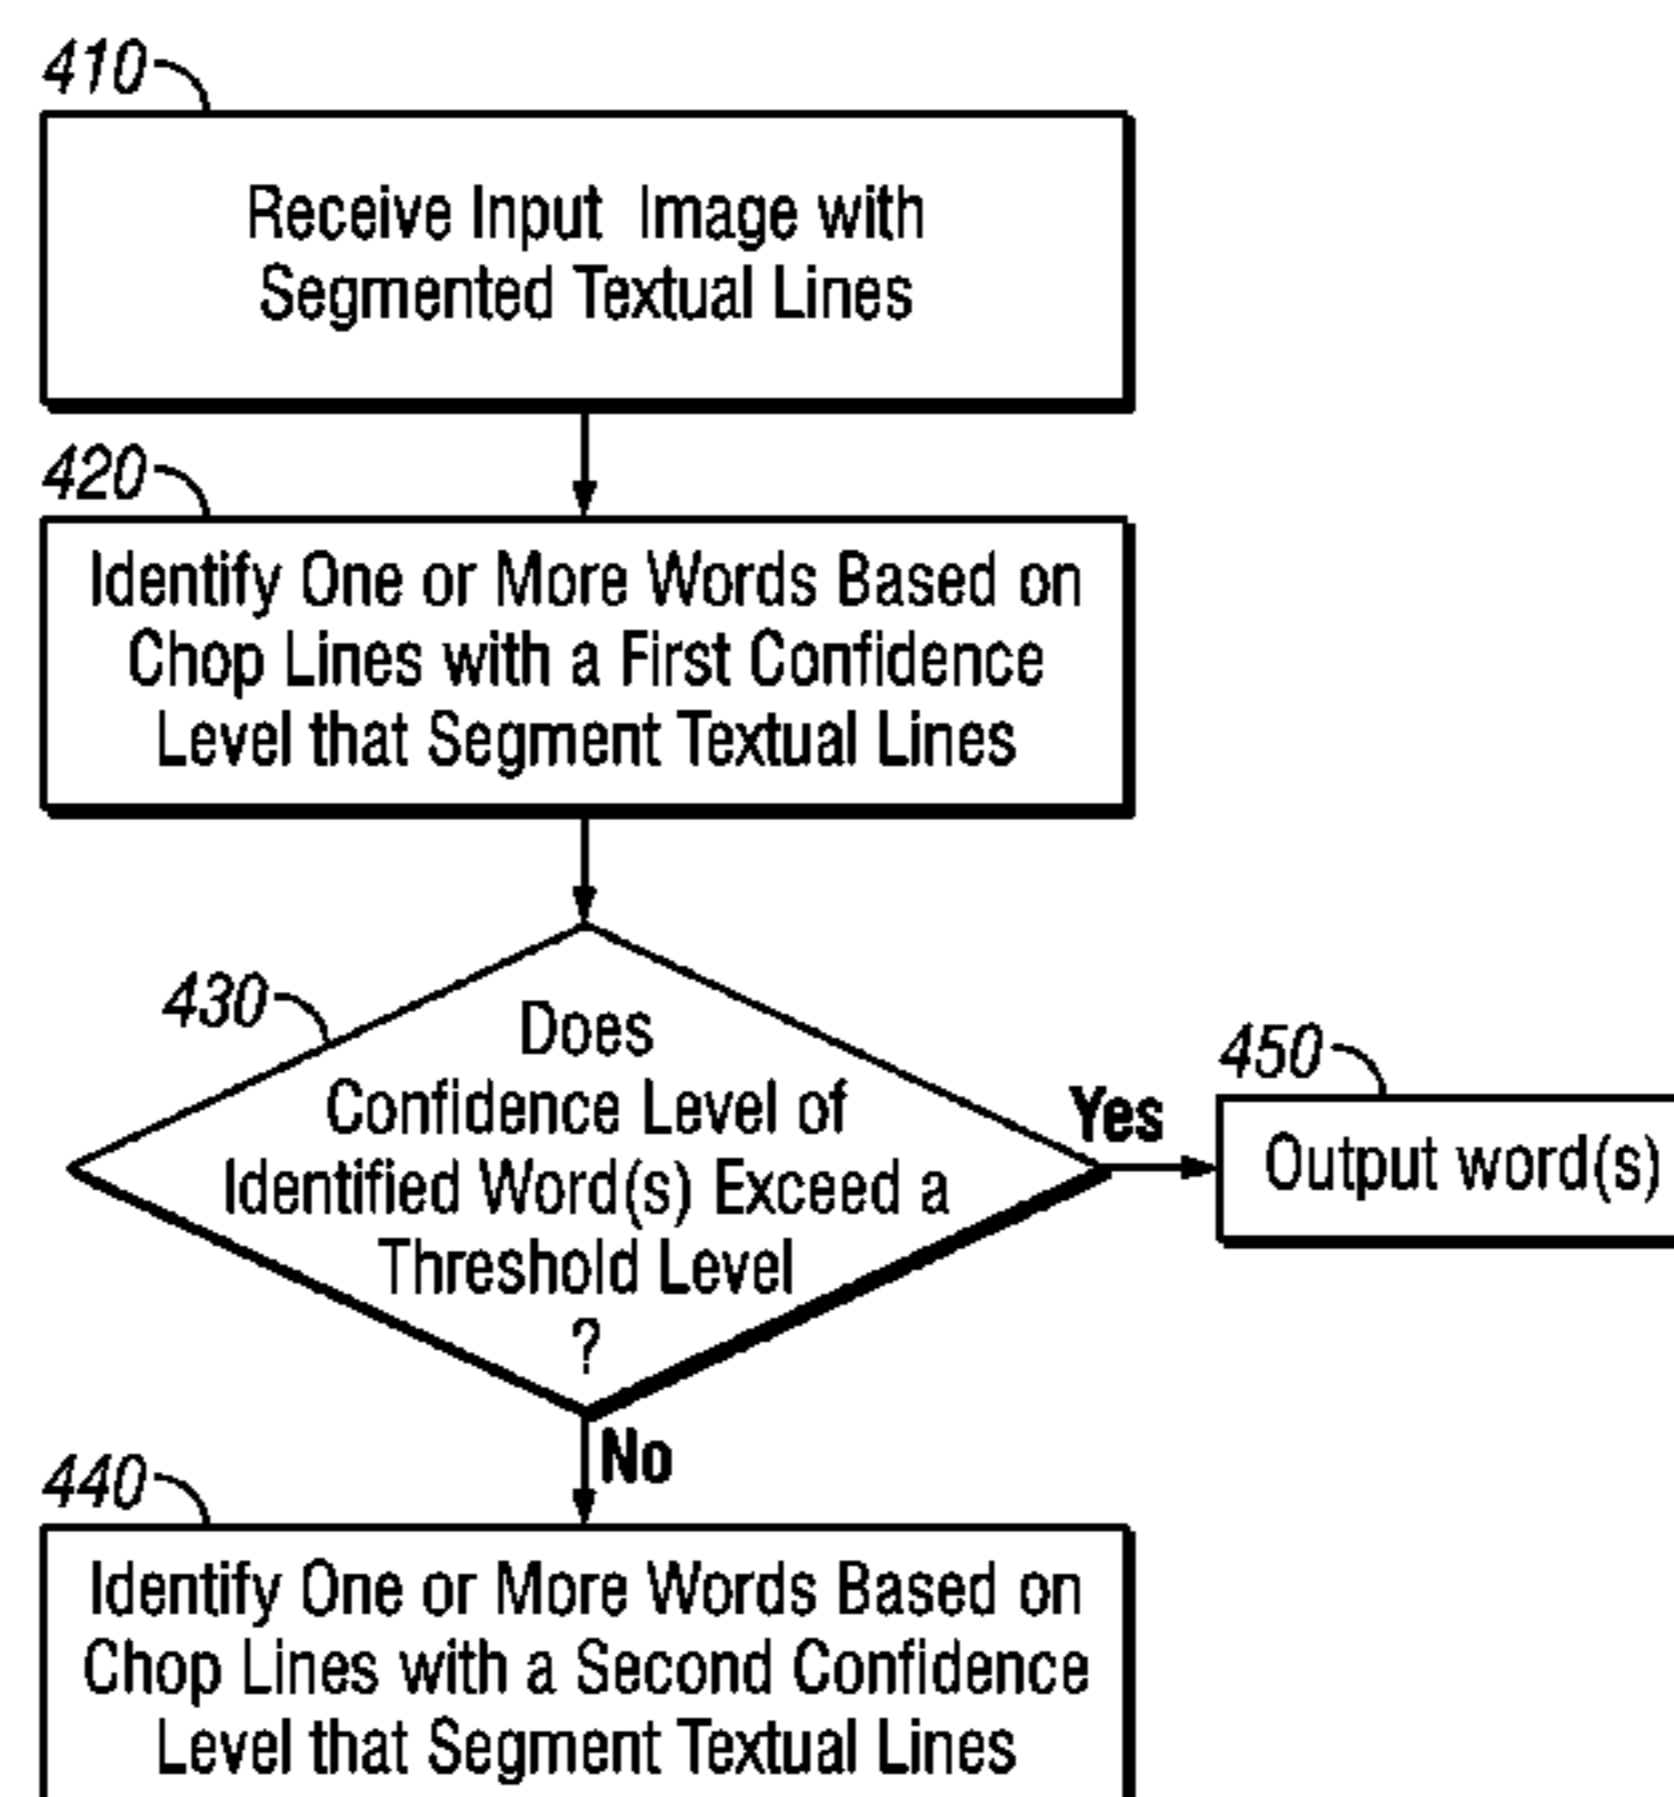 410
Receive Input Image with
Segmented Textual Lines
420
Identify One or More Words Based on
Chop Lines with a First Confidence
Level that Segment Textual Lines
430
Does
Confidence Level of
Identified Word(s) Exceed a
Threshold Level
?
Yes
450
Output word(s)
No
440
Identify One or More Words Based on
Chop Lines with a Second Confidence
Level that Segment Textual Lines